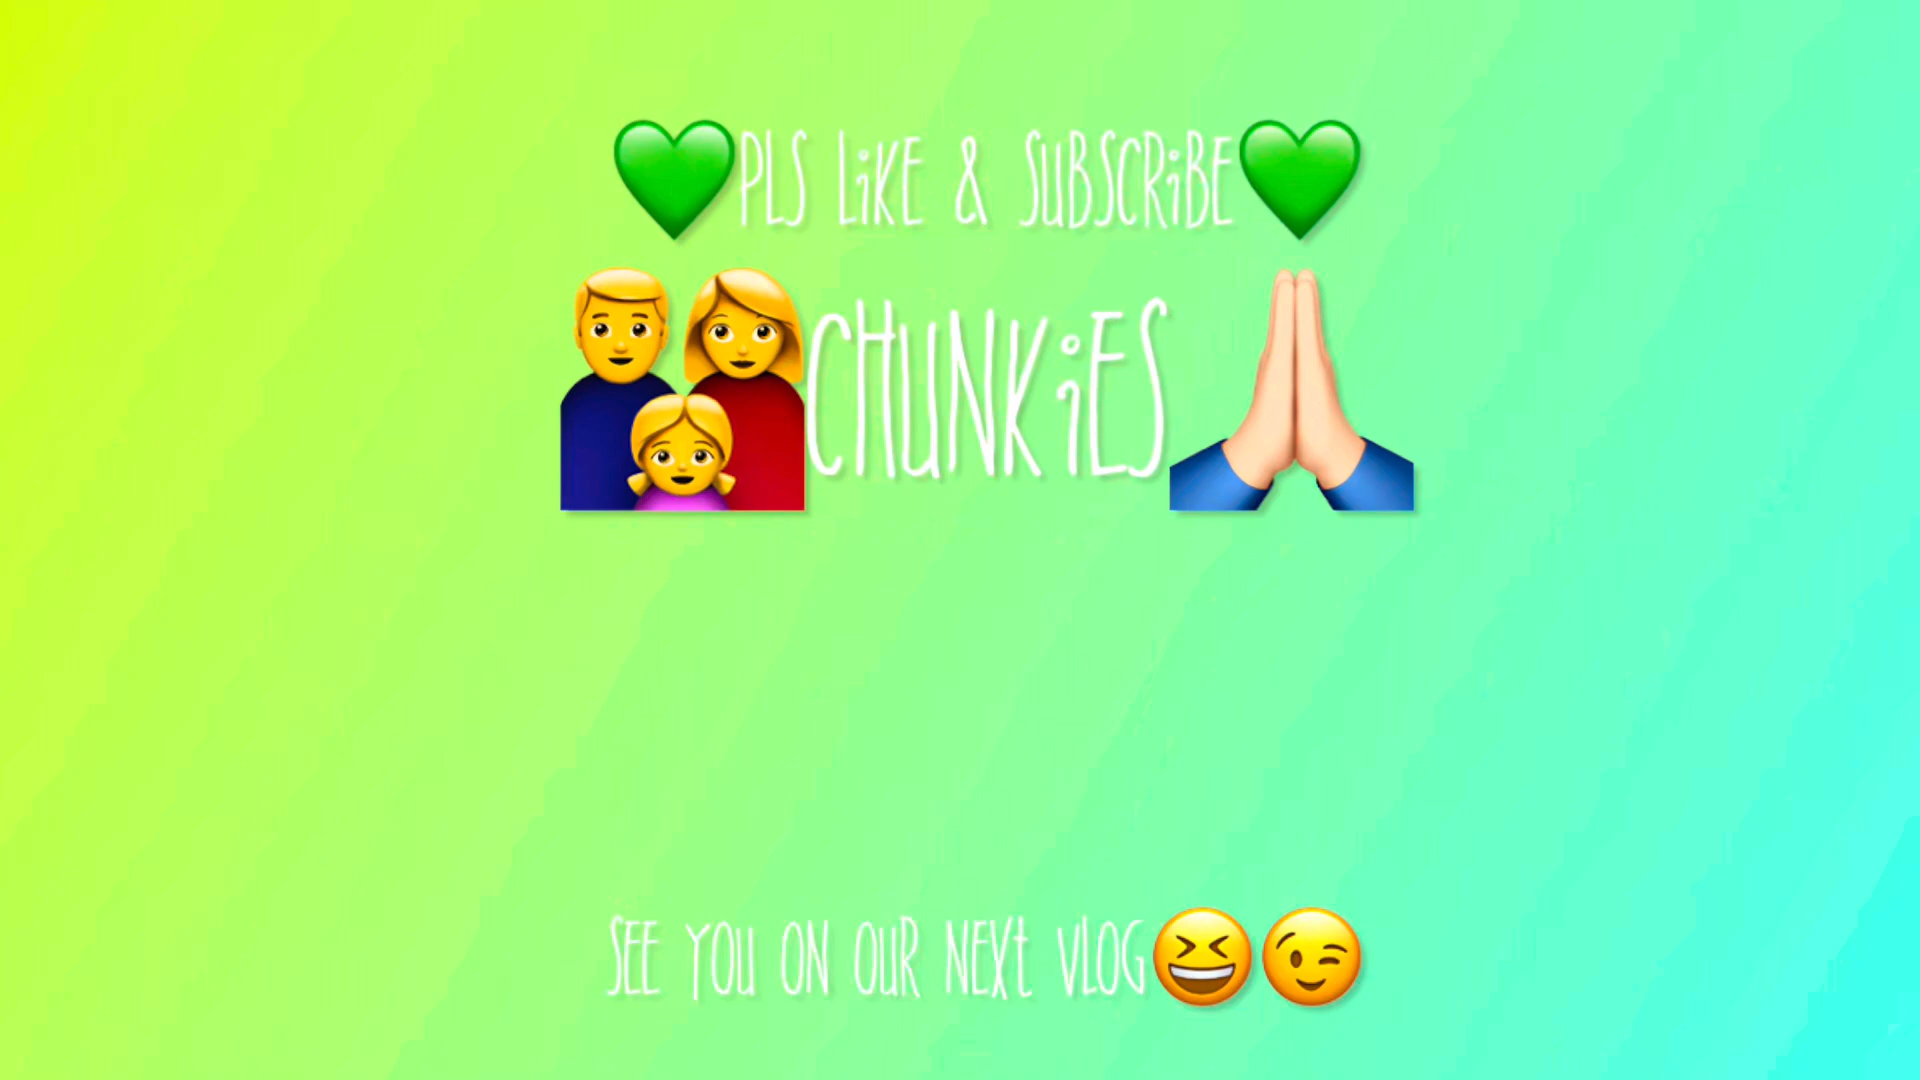 💚PLS LiKE & SUBSCRiBE💚
👨‍👩‍👧CHUNKiES🙏🏻
SEE YOU ON OUR NEXt VLOG😆😉